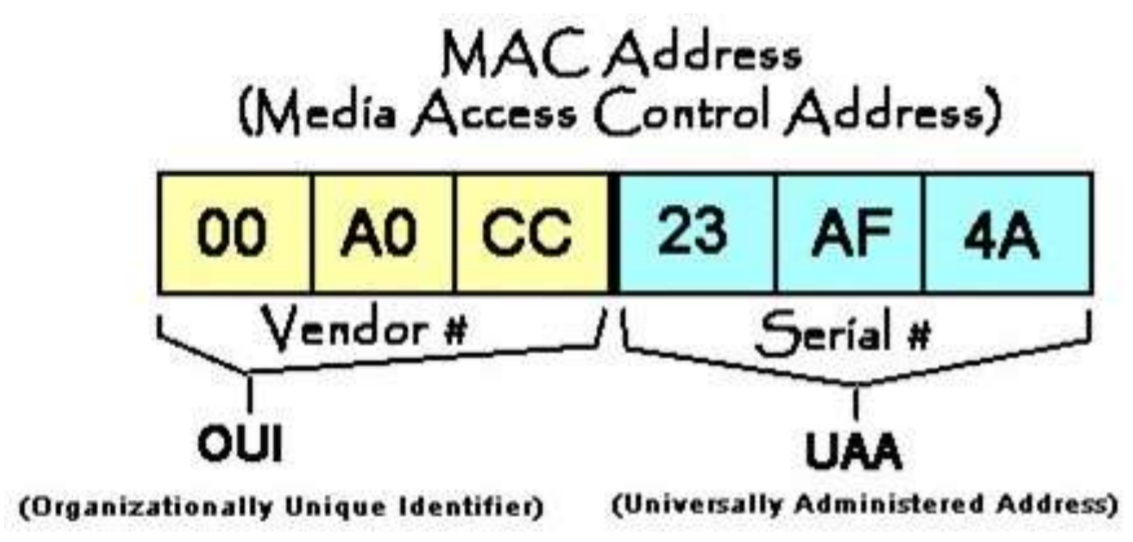 MAC Address
(Media Access Control Address)
00 A0 CC 23 AF 4A
Vendor # Serial #
OUI UAA
(Organizationally Unique Identifier) (Universally Administered Address)